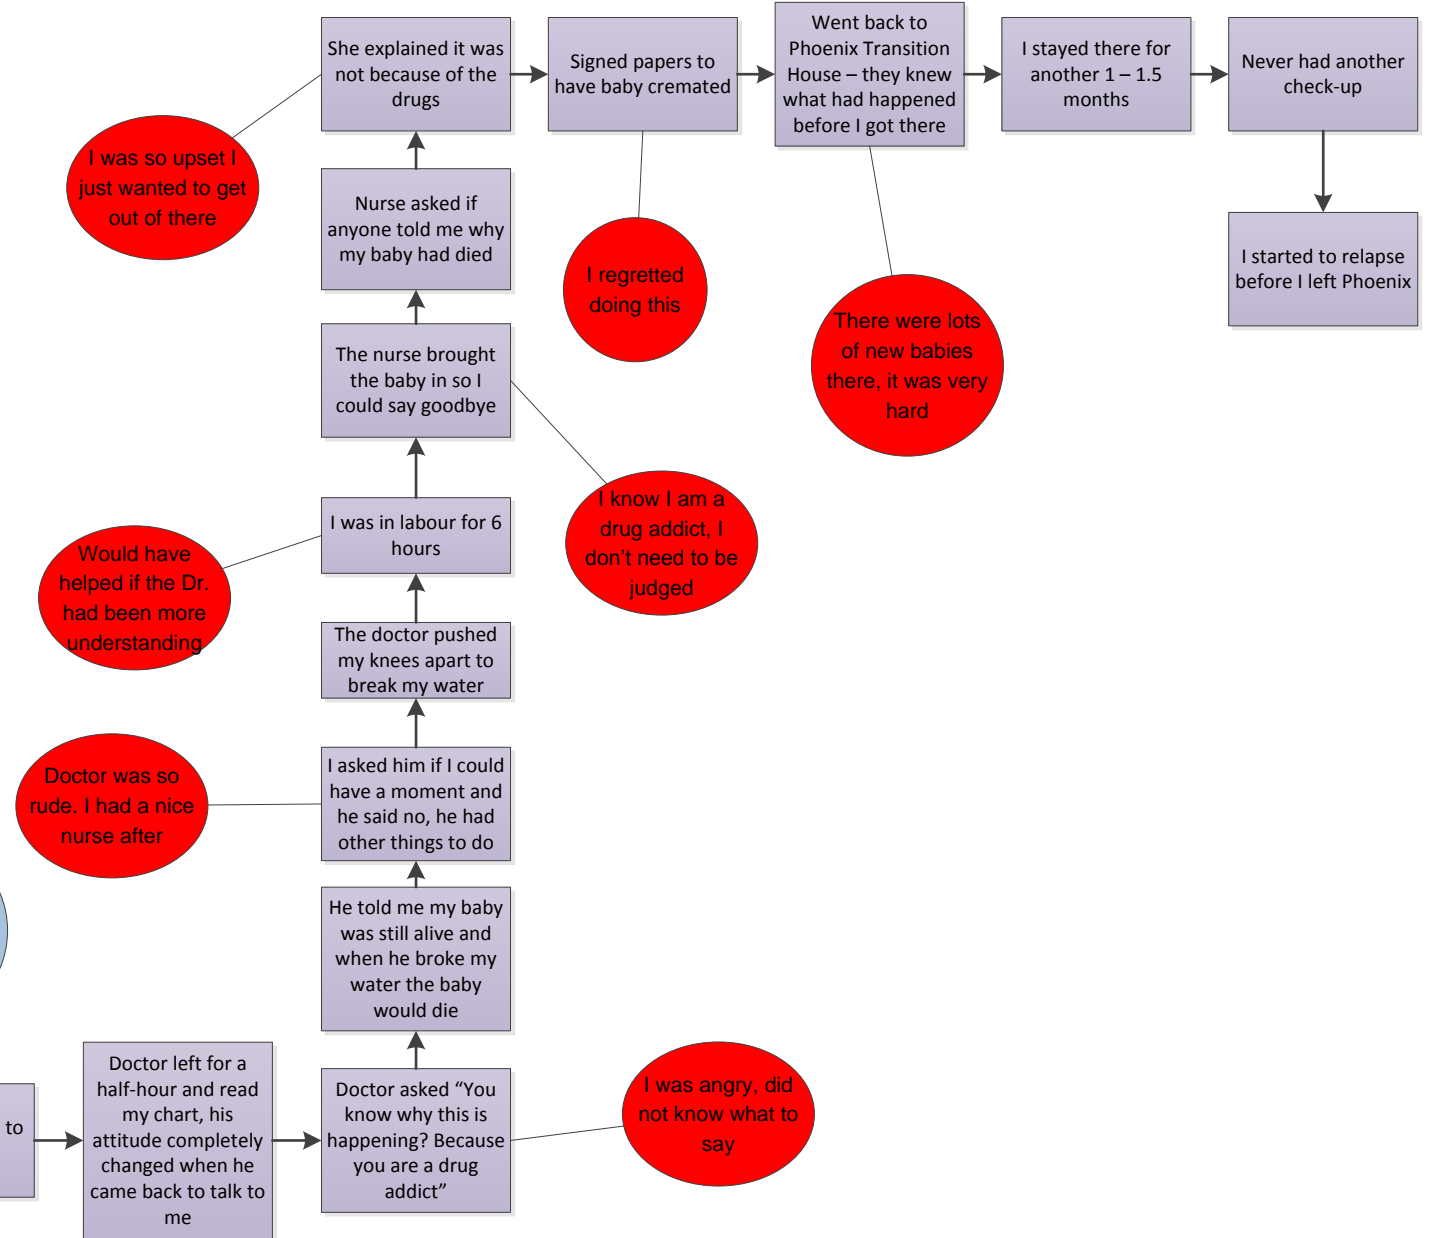 She explained it was
not because of the
drugs
Signed papers to
have baby cremated
Went back to
Phoenix Transition
House – they knew
what had happened
before I got there
I stayed there for
another 1 – 1.5
months
Never had another
check-up
I was so upset I
just wanted to get
out of there
Nurse asked if
anyone told me why
my baby had died
I regretted
doing this
I started to relapse
before I left Phoenix
There were lots
of new babies
there, it was very
hard
The nurse brought
the baby in so I
could say goodbye
I know I am a
drug addict, I
don’t need to be
judged
I was in labour for 6
hours
Would have
helped if the Dr.
had been more
understanding
The doctor pushed
my knees apart to
break my water
Doctor was so
rude. I had a nice
nurse after
I asked him if I could
have a moment and
he said no, he had
other things to do
He told me my baby
was still alive and
when he broke my
water the baby
would die
to
Doctor left for a
half-hour and read
my chart, his
attitude completely
changed when he
came back to talk to
me
Doctor asked “You
know why this is
happening? Because
you are a drug
addict”
I was angry, did
not know what to
say